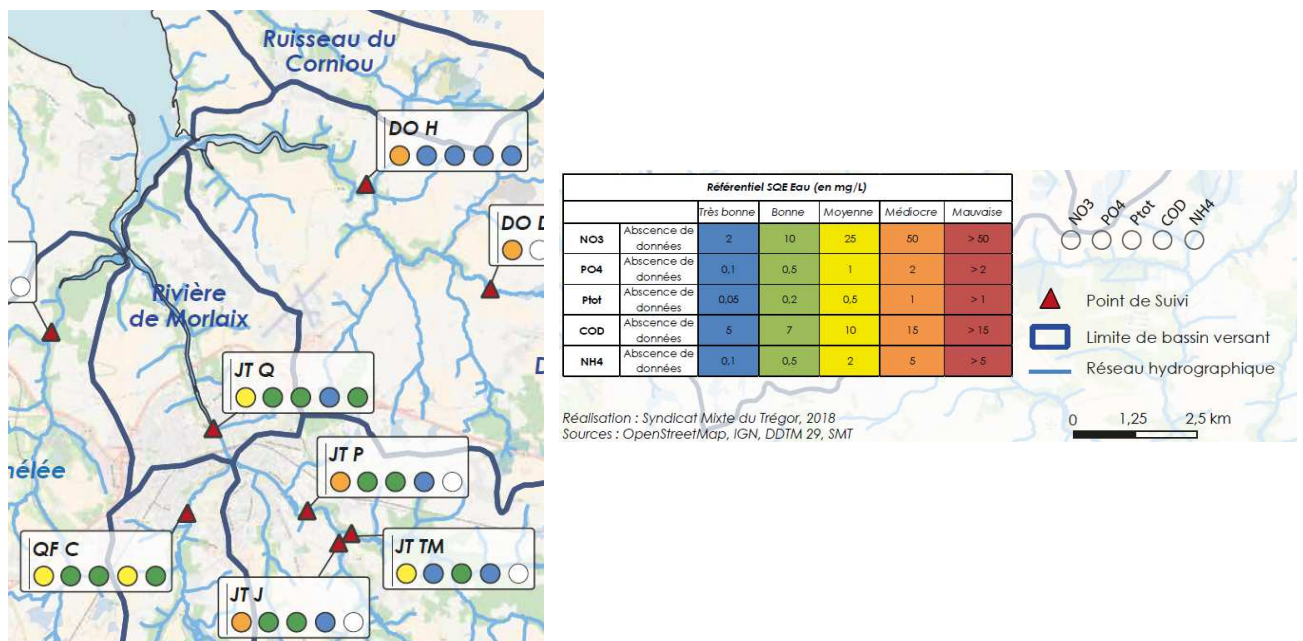 Ruisseau du
Corniou
DO H
DO D
Rivière
de Morlaix
JT Q
JT P
QF C
JT TM
JT J
Référentiel SQE Eau (en mg/L)
Très bonne Bonne Moyenne Médiocre Mauvaise
NO3 Abscence de données 2 10 25 50 > 50
PO4 Abscence de données 0,1 0,5 1 2 > 2
Ptot Abscence de données 0,05 0,2 0,5 1 > 1
COD Abscence de données 5 7 10 15 > 15
NH4 Abscence de données 0,1 0,5 2 5 > 5
Réalisation : Syndicat Mixte du Trégor, 2018
Sources : OpenStreetMap, IGN, DDTM 29, SMT
NO3 PO4 Ptot COD NH4
Point de Suivi
Limite de bassin versant
Réseau hydrographique
0 1,25 2,5 km